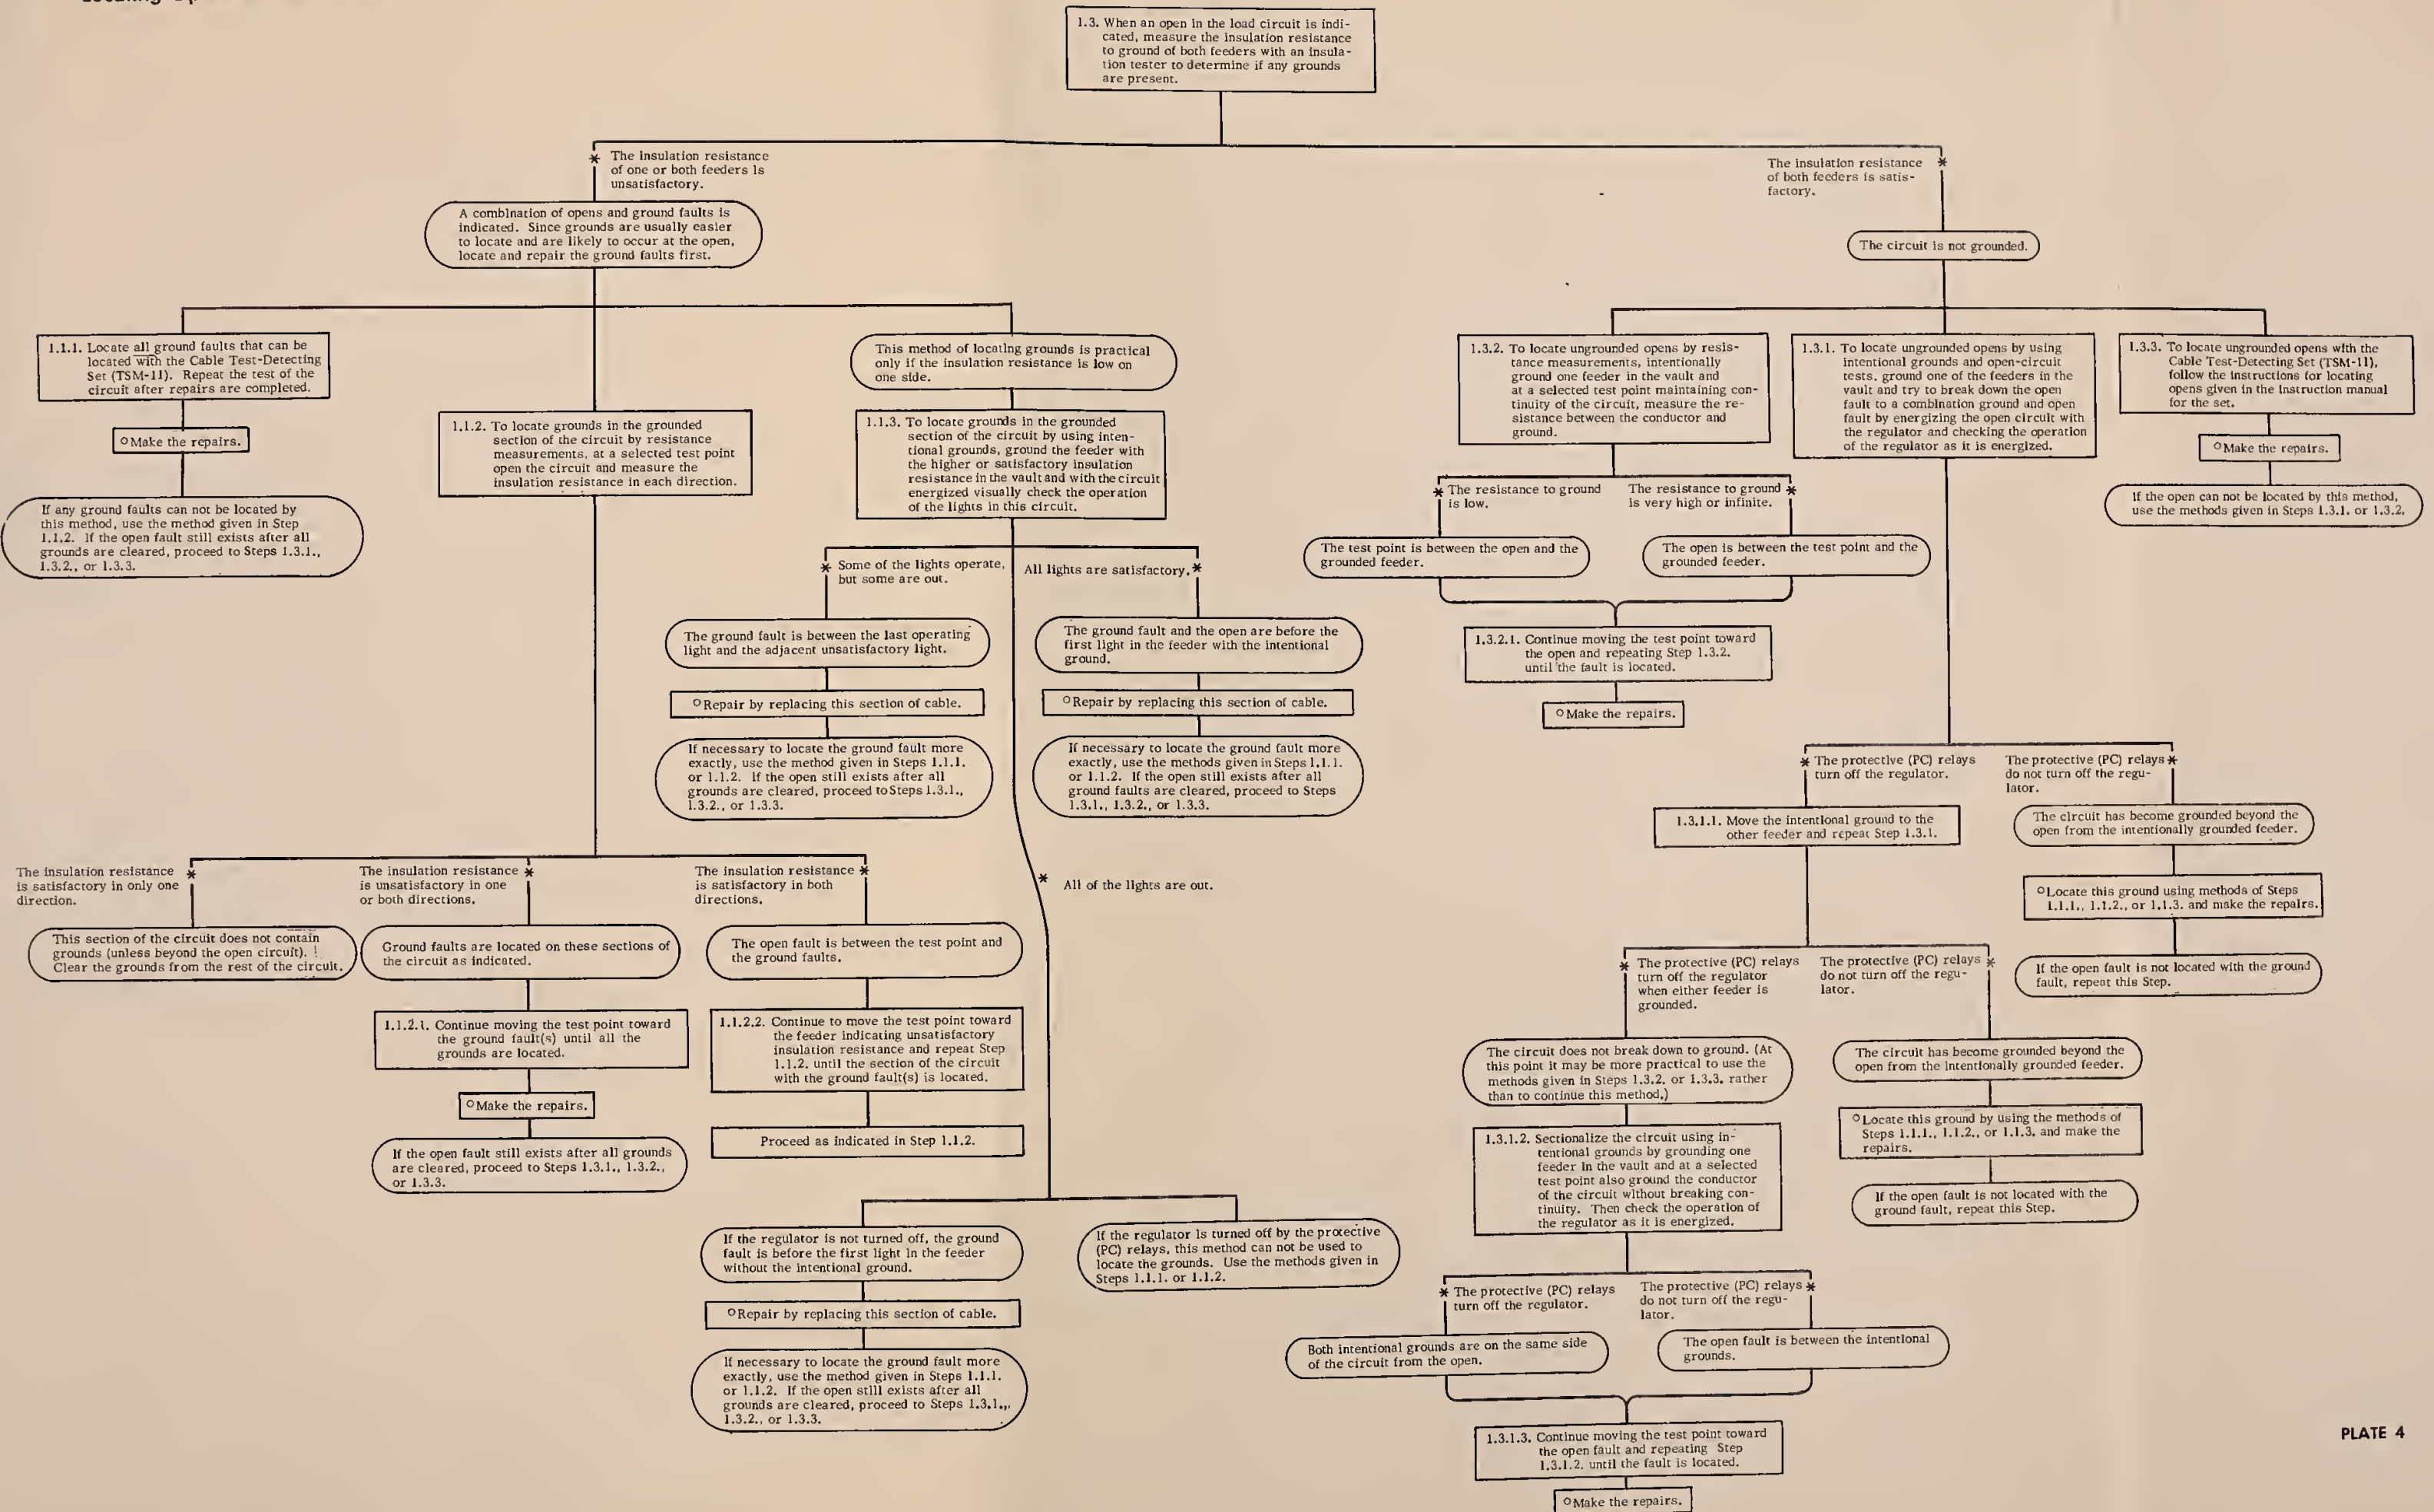 1.3. When an open in the load circuit is indi-
cated, measure the insulation resistance
to ground of both feeders with an insula-
tion tester to determine if any grounds
are present.
* The insulation resistance
of one or both feeders is
unsatisfactory.
A combination of opens and ground faults is
indicated. Since grounds are usually easier
to locate and are likely to occur at the open,
locate and repair the ground faults first.
1.1.1. Locate all ground faults that can be
located with the Cable Test-Detecting
Set (TSM-11). Repeat the test of the
circuit after repairs are completed.
○ Make the repairs.
If any ground faults can not be located by
this method, use the method given in Step
1.1.2. If the open fault still exists after all
grounds are cleared, proceed to Steps 1.3.1.,
1.3.2., or 1.3.3.
1.1.2. To locate grounds in the grounded
section of the circuit by resistance
measurements, at a selected test point
open the circuit and measure the
insulation resistance in each direction.
This method of locating grounds is practical
only if the insulation resistance is low on
one side.
1.1.3. To locate grounds in the grounded
section of the circuit by using inten-
tional grounds, ground the feeder with
the higher or satisfactory insulation
resistance in the vault and with the circuit
energized visually check the operation
of the lights in this circuit.
* Some of the lights operate,
but some are out.
The ground fault is between the last operating
light and the adjacent unsatisfactory light.
○ Repair by replacing this section of cable.
If necessary to locate the ground fault more
exactly, use the method given in Steps 1.1.1.
or 1.1.2. If the open still exists after all
grounds are cleared, proceed to Steps 1.3.1.,
1.3.2., or 1.3.3.
All lights are satisfactory. *
The ground fault and the open are before the
first light in the feeder with the intentional
ground.
○ Repair by replacing this section of cable.
If necessary to locate the ground fault more
exactly, use the methods given in Steps 1.1.1.
or 1.1.2. If the open still exists after all
ground faults are cleared, proceed to Steps
1.3.1., 1.3.2., or 1.3.3.
The insulation resistance *
is satisfactory in only one
direction.
This section of the circuit does not contain
grounds (unless beyond the open circuit).
Clear the grounds from the rest of the circuit.
The insulation resistance *
is unsatisfactory in one
or both directions.
Ground faults are located on these sections of
the circuit as indicated.
1.1.2.1. Continue moving the test point toward
the ground fault(s) until all the
grounds are located.
○ Make the repairs.
If the open fault still exists after all grounds
are cleared, proceed to Steps 1.3.1., 1.3.2.,
or 1.3.3.
The insulation resistance *
is satisfactory in both
directions.
The open fault is between the test point and
the ground faults.
1.1.2.2. Continue to move the test point toward
the feeder indicating unsatisfactory
insulation resistance and repeat Step
1.1.2. until the section of the circuit
with the ground fault(s) is located.
Proceed as indicated in Step 1.1.2.
* All of the lights are out.
If the regulator is not turned off, the ground
fault is before the first light in the feeder
without the intentional ground.
○ Repair by replacing this section of cable.
If necessary to locate the ground fault more
exactly, use the method given in Steps 1.1.1.
or 1.1.2. If the open still exists after all
grounds are cleared, proceed to Steps 1.3.1.,,
1.3.2., or 1.3.3.
If the regulator is turned off by the protective
(PC) relays, this method can not be used to
locate the grounds. Use the methods given in
Steps 1.1.1. or 1.1.2.
The insulation resistance *
of both feeders is satis-
factory.
The circuit is not grounded.
1.3.2. To locate ungrounded opens by resis-
tance measurements, intentionally
ground one feeder in the vault and
at a selected test point maintaining con-
tinuity of the circuit, measure the re-
sistance between the conductor and
ground.
* The resistance to ground
is low.
The test point is between the open and the
grounded feeder.
The resistance to ground *
is very high or infinite.
The open is between the test point and the
grounded feeder.
1.3.2.1. Continue moving the test point toward
the open and repeating Step 1.3.2.
until the fault is located.
○ Make the repairs.
1.3.1. To locate ungrounded opens by using
intentional grounds and open-circuit
tests, ground one of the feeders in the
vault and try to break down the open
fault to a combination ground and open
fault by energizing the open circuit with
the regulator and checking the operation
of the regulator as it is energized.
1.3.3. To locate ungrounded opens with the
Cable Test-Detecting Set (TSM-11),
follow the instructions for locating
opens given in the instruction manual
for the set.
○ Make the repairs.
If the open can not be located by this method,
use the methods given in Steps 1.3.1. or 1.3.2.
* The protective (PC) relays
turn off the regulator.
1.3.1.1. Move the intentional ground to the
other feeder and repeat Step 1.3.1.
The protective (PC) relays *
do not turn off the regu-
lator.
The circuit has become grounded beyond the
open from the intentionally grounded feeder.
○ Locate this ground using methods of Steps
1.1.1., 1.1.2., or 1.1.3. and make the repairs.
If the open fault is not located with the ground
fault, repeat this Step.
* The protective (PC) relays
turn off the regulator
when either feeder is
grounded.
The circuit does not break down to ground. (At
this point it may be more practical to use the
methods given in Steps 1.3.2. or 1.3.3. rather
than to continue this method.)
1.3.1.2. Sectionalize the circuit using in-
tentional grounds by grounding one
feeder in the vault and at a selected
test point also ground the conductor
of the circuit without breaking con-
tinuity. Then check the operation of
the regulator as it is energized.
The protective (PC) relays *
do not turn off the regu-
lator.
The circuit has become grounded beyond the
open from the intentionally grounded feeder.
○ Locate this ground by using the methods of
Steps 1.1.1., 1.1.2., or 1.1.3. and make the
repairs.
If the open fault is not located with the
ground fault, repeat this Step.
* The protective (PC) relays
turn off the regulator.
Both intentional grounds are on the same side
of the circuit from the open.
The protective (PC) relays *
do not turn off the regu-
lator.
The open fault is between the intentional
grounds.
1.3.1.3. Continue moving the test point toward
the open fault and repeating Step
1.3.1.2. until the fault is located.
○ Make the repairs.
PLATE 4